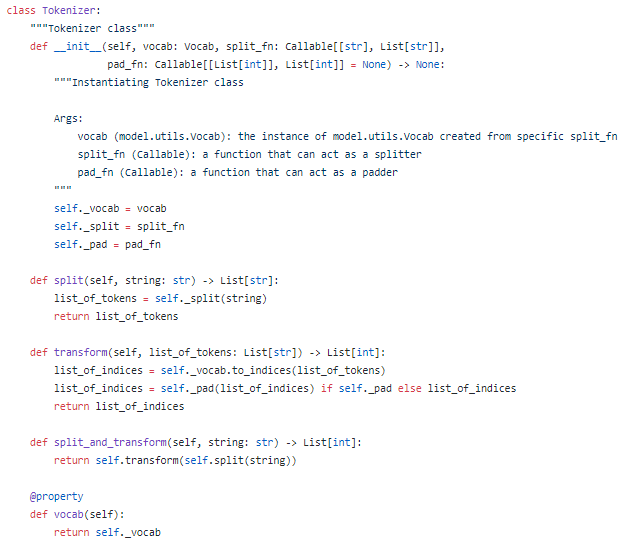 class Tokenizer:
    """Tokenizer class"""
    def __init__(self, vocab: Vocab, split_fn: Callable[[str], List[str]],
                 pad_fn: Callable[[List[int]], List[int]] = None) -> None:
        """Instantiating Tokenizer class

        Args:
            vocab (model.utils.Vocab): the instance of model.utils.Vocab created from specific split_fn
            split_fn (Callable): a function that can act as a splitter
            pad_fn (Callable): a function that can act as a padder
        """
        self._vocab = vocab
        self._split = split_fn
        self._pad = pad_fn

    def split(self, string: str) -> List[str]:
        list_of_tokens = self._split(string)
        return list_of_tokens

    def transform(self, list_of_tokens: List[str]) -> List[int]:
        list_of_indices = self._vocab.to_indices(list_of_tokens)
        list_of_indices = self._pad(list_of_indices) if self._pad else list_of_indices
        return list_of_indices

    def split_and_transform(self, string: str) -> List[int]:
        return self.transform(self.split(string))

    @property
    def vocab(self):
        return self._vocab